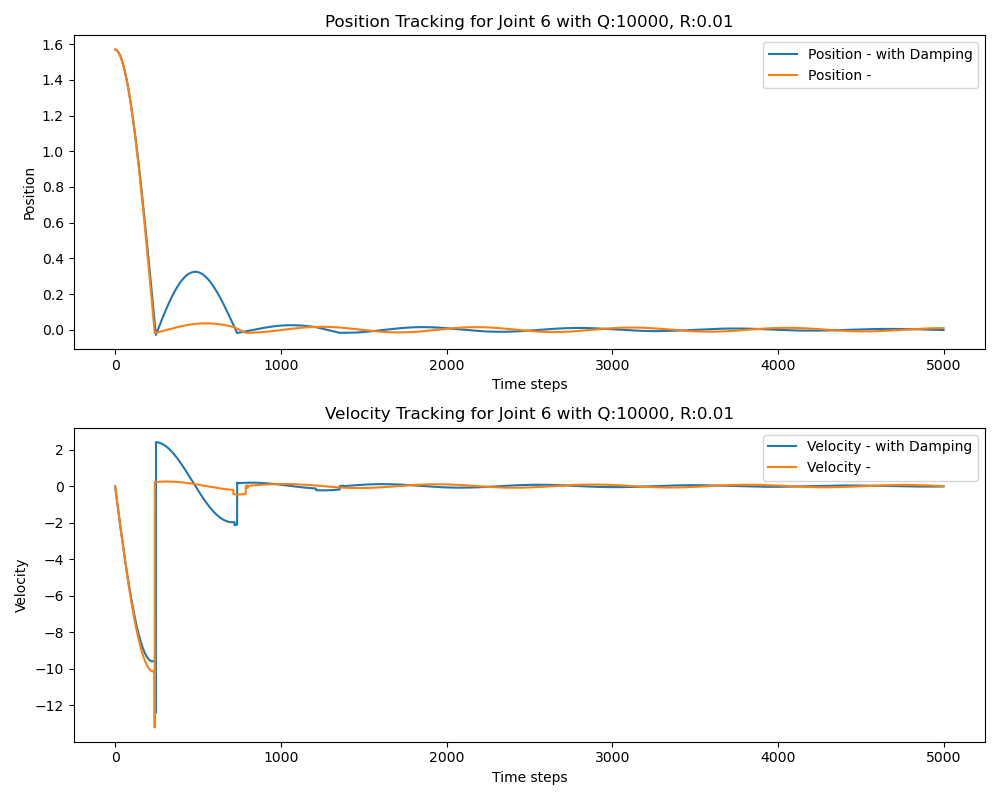 Position Tracking for Joint 6 with Q:10000, R:0.01
Position - with Damping
Position -
Position
1.6
1.4
1.2
1.0
0.8
0.6
0.4
0.2
0.0
0 1000 2000 3000 4000 5000
Time steps
Velocity Tracking for Joint 6 with Q:10000, R:0.01
Velocity - with Damping
Velocity -
Velocity
2
0
−2
−4
−6
−8
−10
−12
0 1000 2000 3000 4000 5000
Time steps